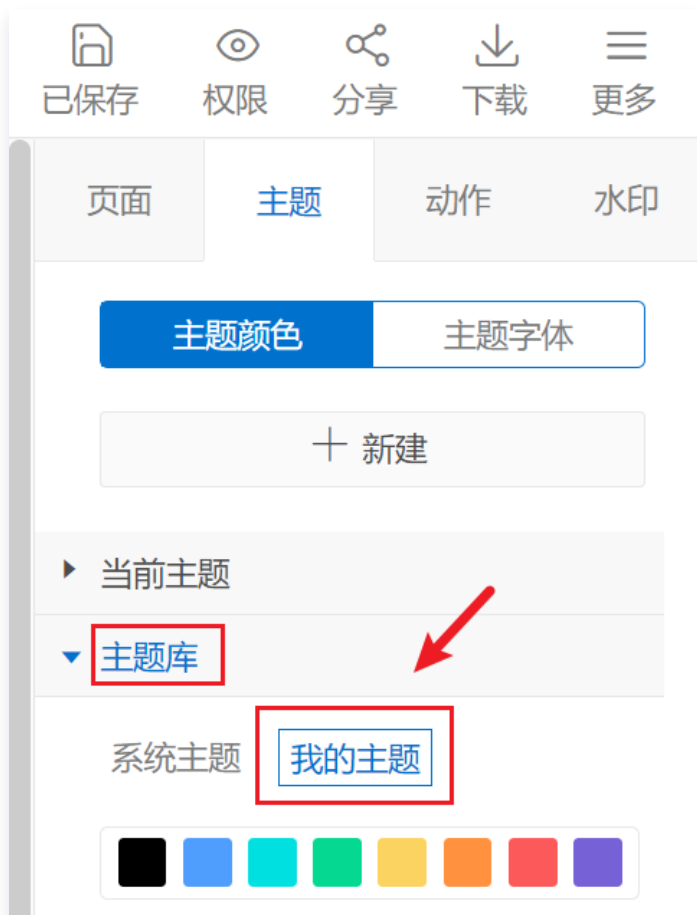 已保存 权限 分享 下载 更多
页面 主题 动作 水印
主题颜色 主题字体
新建
当前主题
主题库
系统主题 我的主题